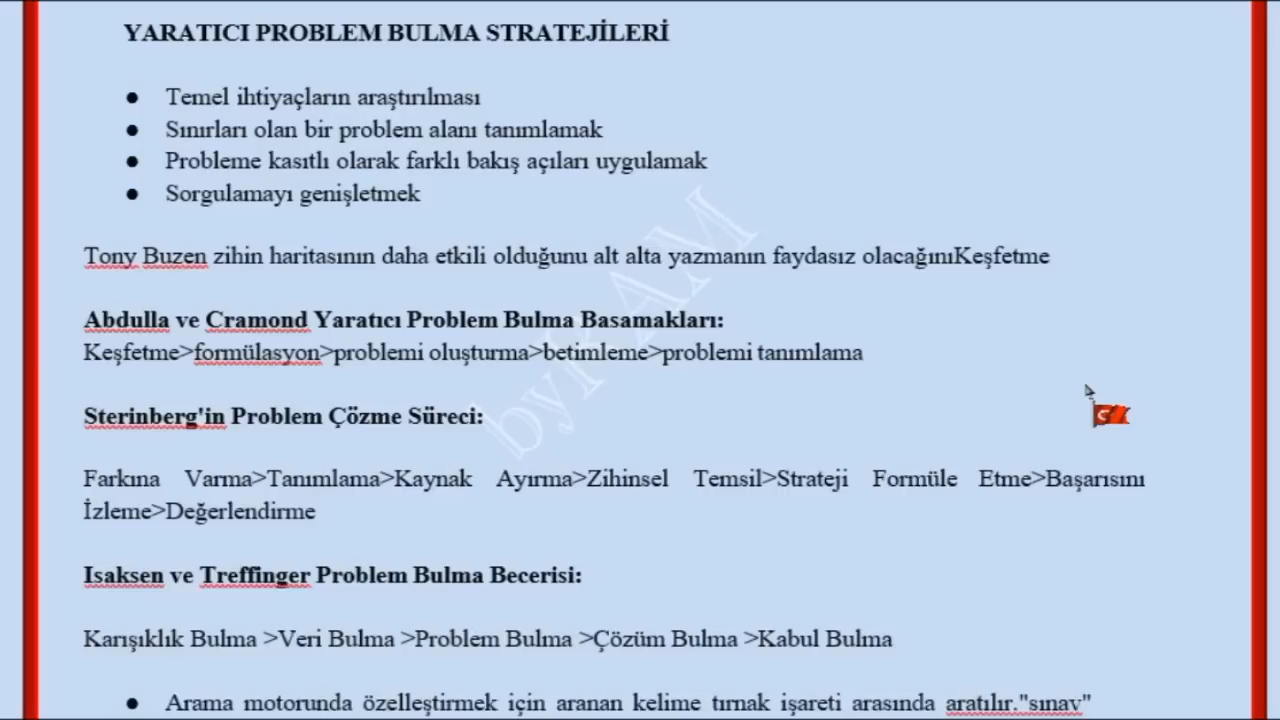 YARATICI PROBLEM BULMA STRATEJİLERİ
● Temel ihtiyaçların araştırılması
● Sınırları olan bir problem alanı tanımlamak
● Probleme kasıtlı olarak farklı bakış açıları uygulamak
● Sorgulamayı genişletmek
Tony Buzen zihin haritasının daha etkili olduğunu alt alta yazmanın faydasız olacağınıKeşfetme
Abdulla ve Cramond Yaratıcı Problem Bulma Basamakları:
Keşfetme>formülasyon>problemi oluşturma>betimleme>problemi tanımlama
Sterinberg'in Problem Çözme Süreci:
Farkına Varma>Tanımlama>Kaynak Ayırma>Zihinsel Temsil>Strateji Formüle Etme>Başarısını
İzleme>Değerlendirme
Isaksen ve Treffinger Problem Bulma Becerisi:
Karışıklık Bulma >Veri Bulma >Problem Bulma >Çözüm Bulma >Kabul Bulma
● Arama motorunda özelleştirmek için aranan kelime tırnak işareti arasında aratılır."sınav"